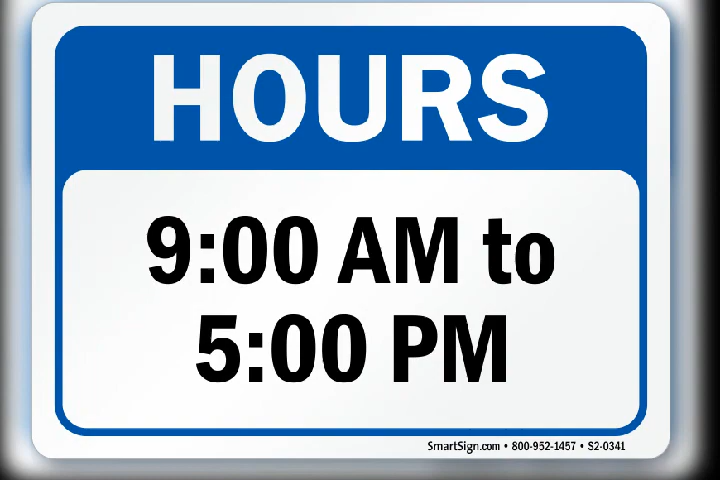 HOURS
9:00 AM to
5:00 PM
SmartSign.com • 800-952-1457 • S2-0341